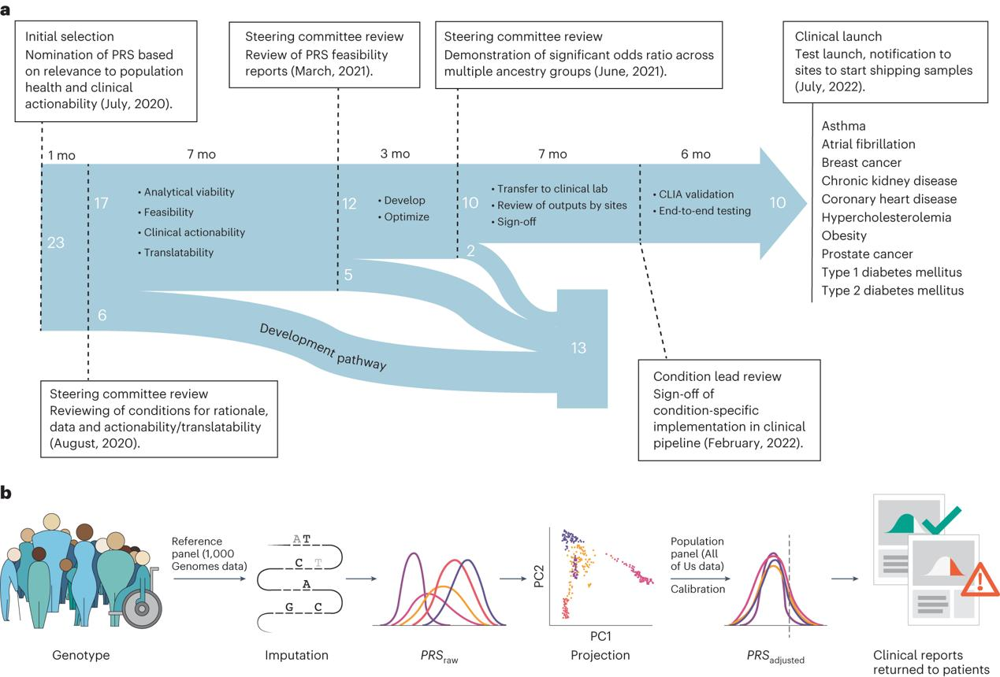 a
Initial selection
Nomination of PRS based
on relevance to population
health and clinical
actionability (July, 2020).
Steering committee review
Review of PRS feasibility
reports (March, 2021).
Steering committee review
Demonstration of significant odds ratio across
multiple ancestry groups (June, 2021).
Clinical launch
Test launch, notification to
sites to start shipping samples
(July, 2022).
Asthma
Atrial fibrillation
Breast cancer
Chronic kidney disease
Coronary heart disease
Hypercholesterolemia
Obesity
Prostate cancer
Type 1 diabetes mellitus
Type 2 diabetes mellitus
1 mo
7 mo
3 mo
7 mo
6 mo
23
17
• Analytical viability
• Feasibility
• Clinical actionability
• Translatability
12
• Develop
• Optimize
10
• Transfer to clinical lab
• Review of outputs by sites
• Sign-off
• CLIA validation
• End-to-end testing
10
2
5
6
Development pathway
13
Steering committee review
Reviewing of conditions for rationale,
data and actionability/translatability
(August, 2020).
Condition lead review
Sign-off of
condition-specific
implementation in clinical
pipeline (February, 2022).
b
Reference
panel (1,000
Genomes data)
AT
C T
A
G C
PC2
PC1
Population
panel (All
of Us data)
Calibration
Genotype
Imputation
PRSraw
Projection
PRSadjusted
Clinical reports
returned to patients